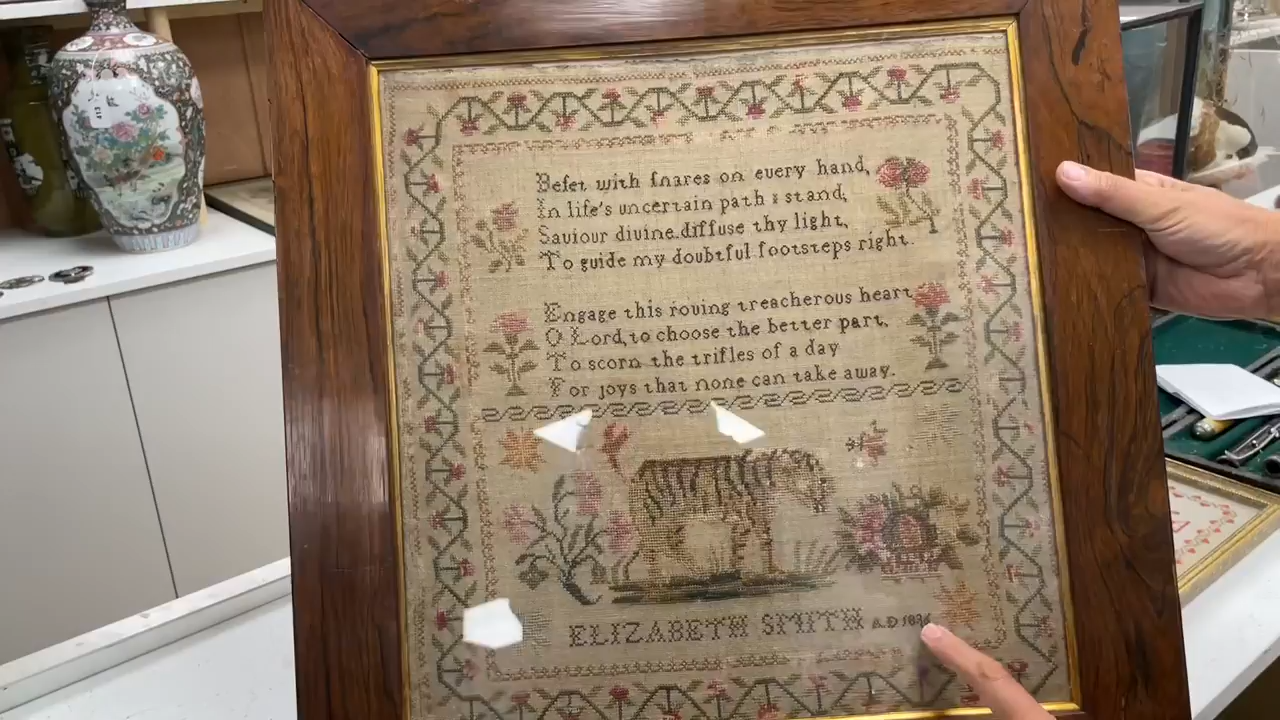 Beset with snares on every hand,
In life's uncertain path I stand,
Saviour divine diffuse thy light,
To guide my doubtful footsteps right.
Engage this roving treacherous heart
O Lord, to choose the better part,
To scorn the trifles of a day
For joys that none can take away.
ELIZABETH SMITH A.D